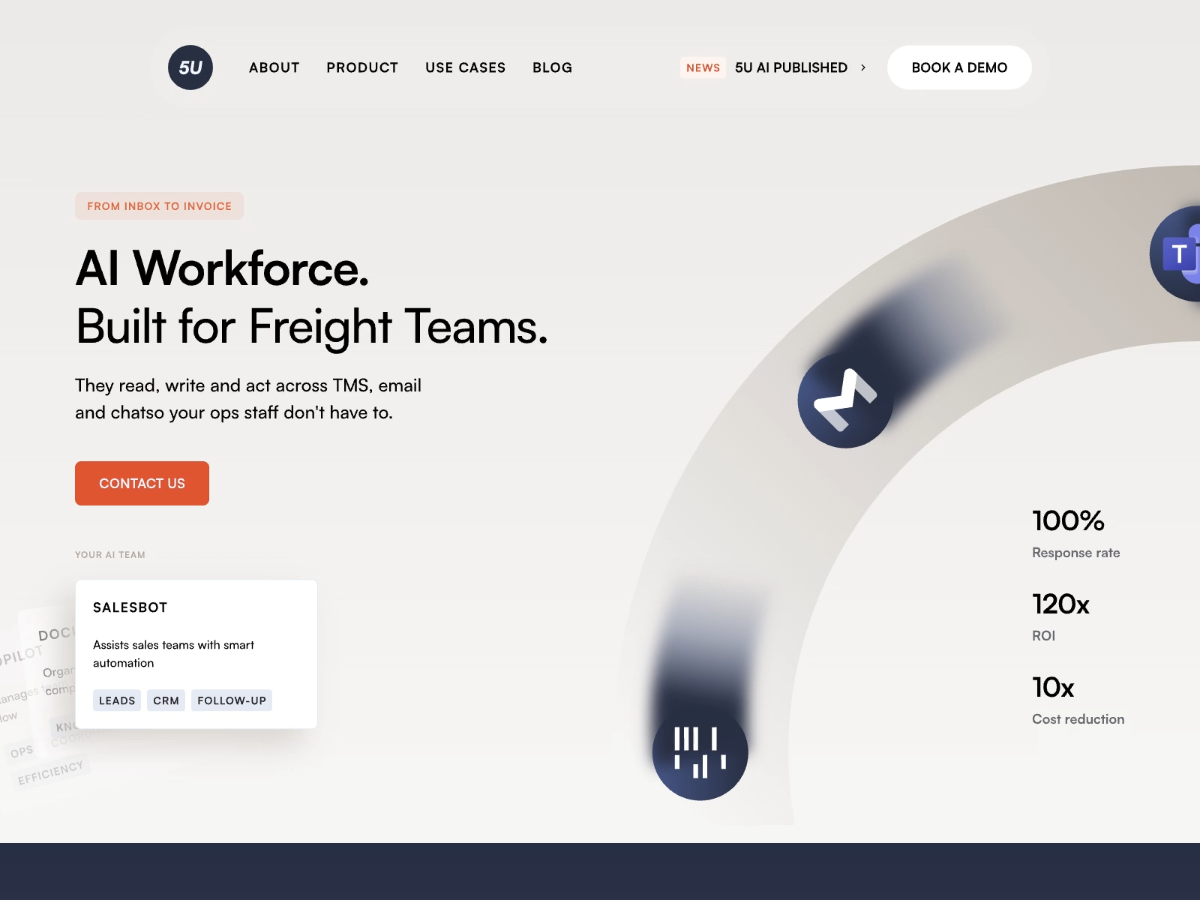 5U
ABOUT
PRODUCT
USE CASES
BLOG
NEWS
5U AI PUBLISHED
BOOK A DEMO
FROM INBOX TO INVOICE
AI Workforce.
Built for Freight Teams.
They read, write and act across TMS, email
and chatso your ops staff don't have to.
CONTACT US
YOUR AI TEAM
SALESBOT
Assists sales teams with smart
automation
LEADS
CRM
FOLLOW-UP
OPS
EFFICIENCY
T
100%
Response rate
120x
ROI
10x
Cost reduction